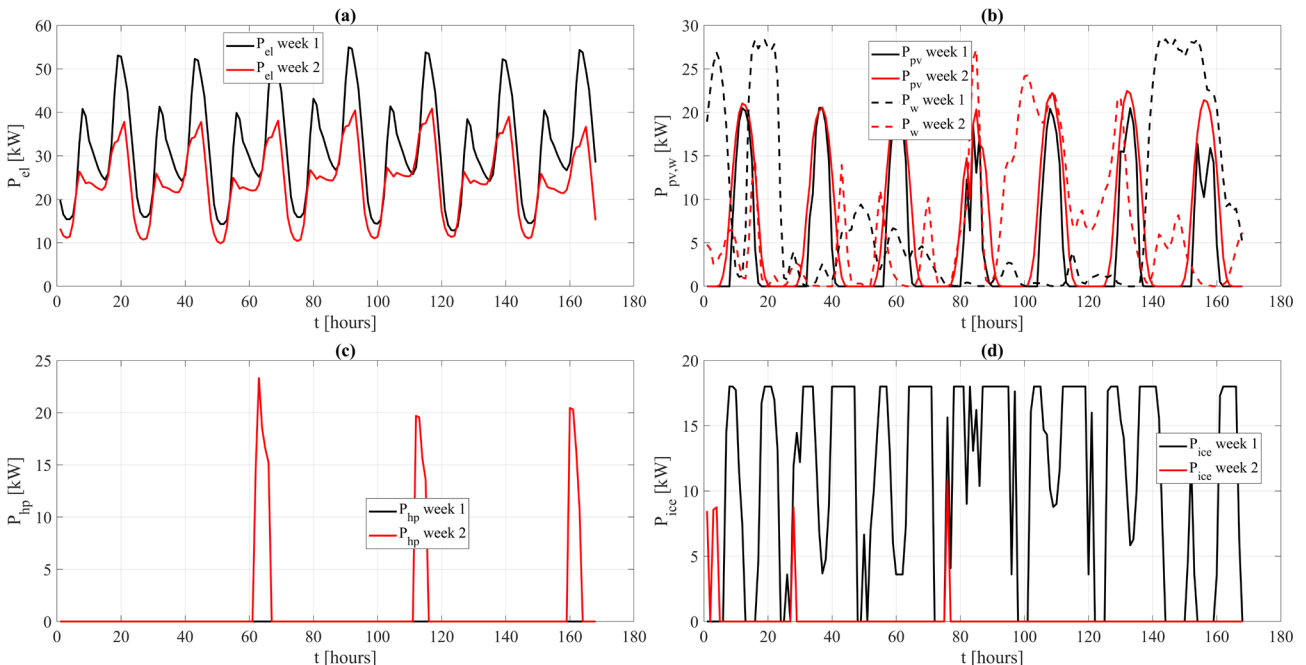 (a)
60
50
40
30
20
10
0
P_el [kW]
P_el week 1
P_el week 2
0 20 40 60 80 100 120 140 160 180
t [hours]
(b)
30
25
20
15
10
5
0
P_pv,w [kW]
P_pv week 1
P_pv week 2
P_w week 1
P_w week 2
0 20 40 60 80 100 120 140 160 180
t [hours]
(c)
25
20
15
10
5
0
P_hp [kW]
P_hp week 1
P_hp week 2
0 20 40 60 80 100 120 140 160 180
t [hours]
(d)
20
15
10
5
0
P_ice [kW]
P_ice week 1
P_ice week 2
0 20 40 60 80 100 120 140 160 180
t [hours]